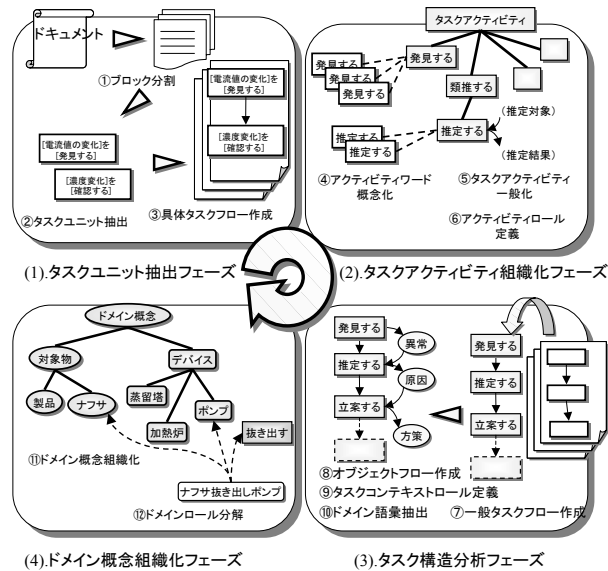 ドキュメント
①ブロック分割
[電流値の変化]を
[発見する]
[濃度変化]を
[確認する]
[電流値の変化]を
[発見する]
[濃度変化]を
[確認する]
②タスクユニット抽出
③具体タスクフロー作成
(1).タスクユニット抽出フェーズ
タスクアクティビティ
発見する
発見する
発見する
発見する
類推する
推定する
推定する
推定する
(推定対象)
(推定結果)
④アクティビティワード
概念化
⑤タスクアクティビティ
一般化
⑥アクティビティロール
定義
(2).タスクアクティビティ組織化フェーズ
ドメイン概念
対象物
デバイス
製品
ナフサ
蒸留塔
ポンプ
加熱炉
抜き出す
⑪ドメイン概念組織化
ナフサ抜き出しポンプ
⑫ドメインロール分解
(4).ドメイン概念組織化フェーズ
発見する
異常
推定する
原因
立案する
方策
発見する
推定する
立案する
⑧オブジェクトフロー作成
⑨タスクコンテキストロール定義
⑩ドメイン語彙抽出
⑦一般タスクフロー作成
(3).タスク構造分析フェーズ